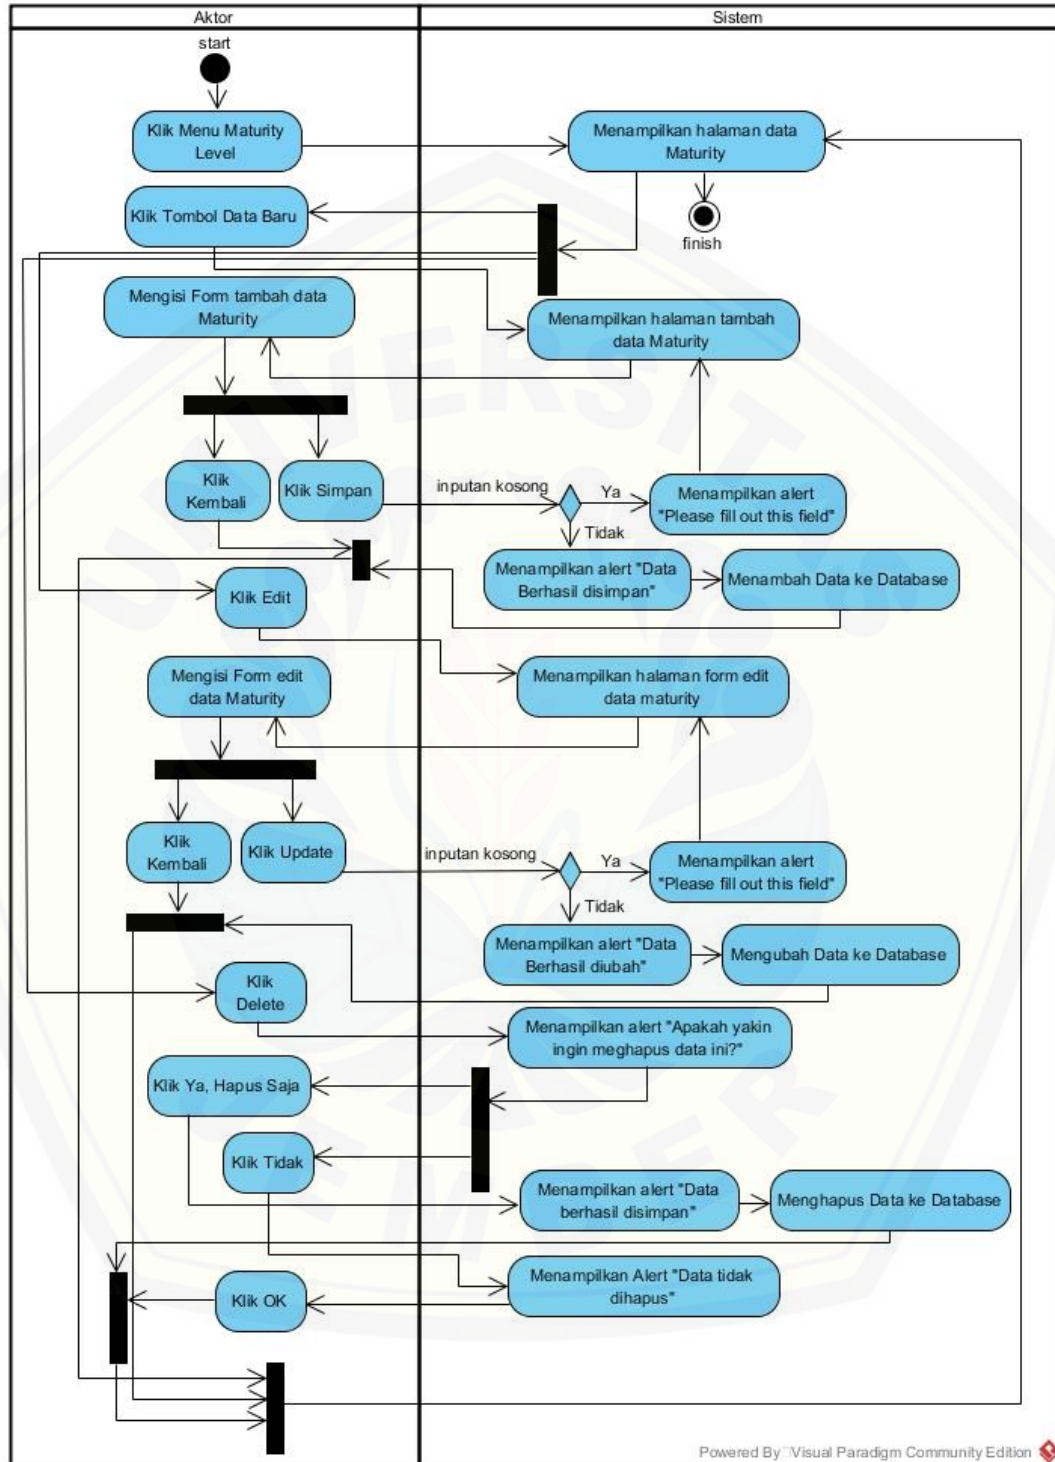 Aktor
Sistem
start
Klik Menu Maturity
Level
Menampilkan halaman data
Maturity
Klik Tombol Data Baru
finish
Mengisi Form tambah data
Maturity
Menampilkan halaman tambah
data Maturity
Klik
Kembali
Klik Simpan
inputan kosong
Ya
Menampilkan alert
"Please fill out this field"
Tidak
Menampilkan alert "Data
Berhasil disimpan"
Menambah Data ke Database
Klik Edit
Mengisi Form edit
data Maturity
Menampilkan halaman form edit
data maturity
Klik
Kembali
Klik Update
inputan kosong
Ya
Menampilkan alert
"Please fill out this field"
Tidak
Menampilkan alert "Data
Berhasil diubah"
Mengubah Data ke Database
Klik
Delete
Menampilkan alert "Apakah yakin
ingin meghapus data ini?"
Klik Ya, Hapus Saja
Klik Tidak
Menampilkan alert "Data
berhasil disimpan"
Menghapus Data ke Database
Menampilkan Alert "Data tidak
dihapus"
Klik OK
Powered By Visual Paradigm Community Edition
UNIVERSITAS
JEMBER